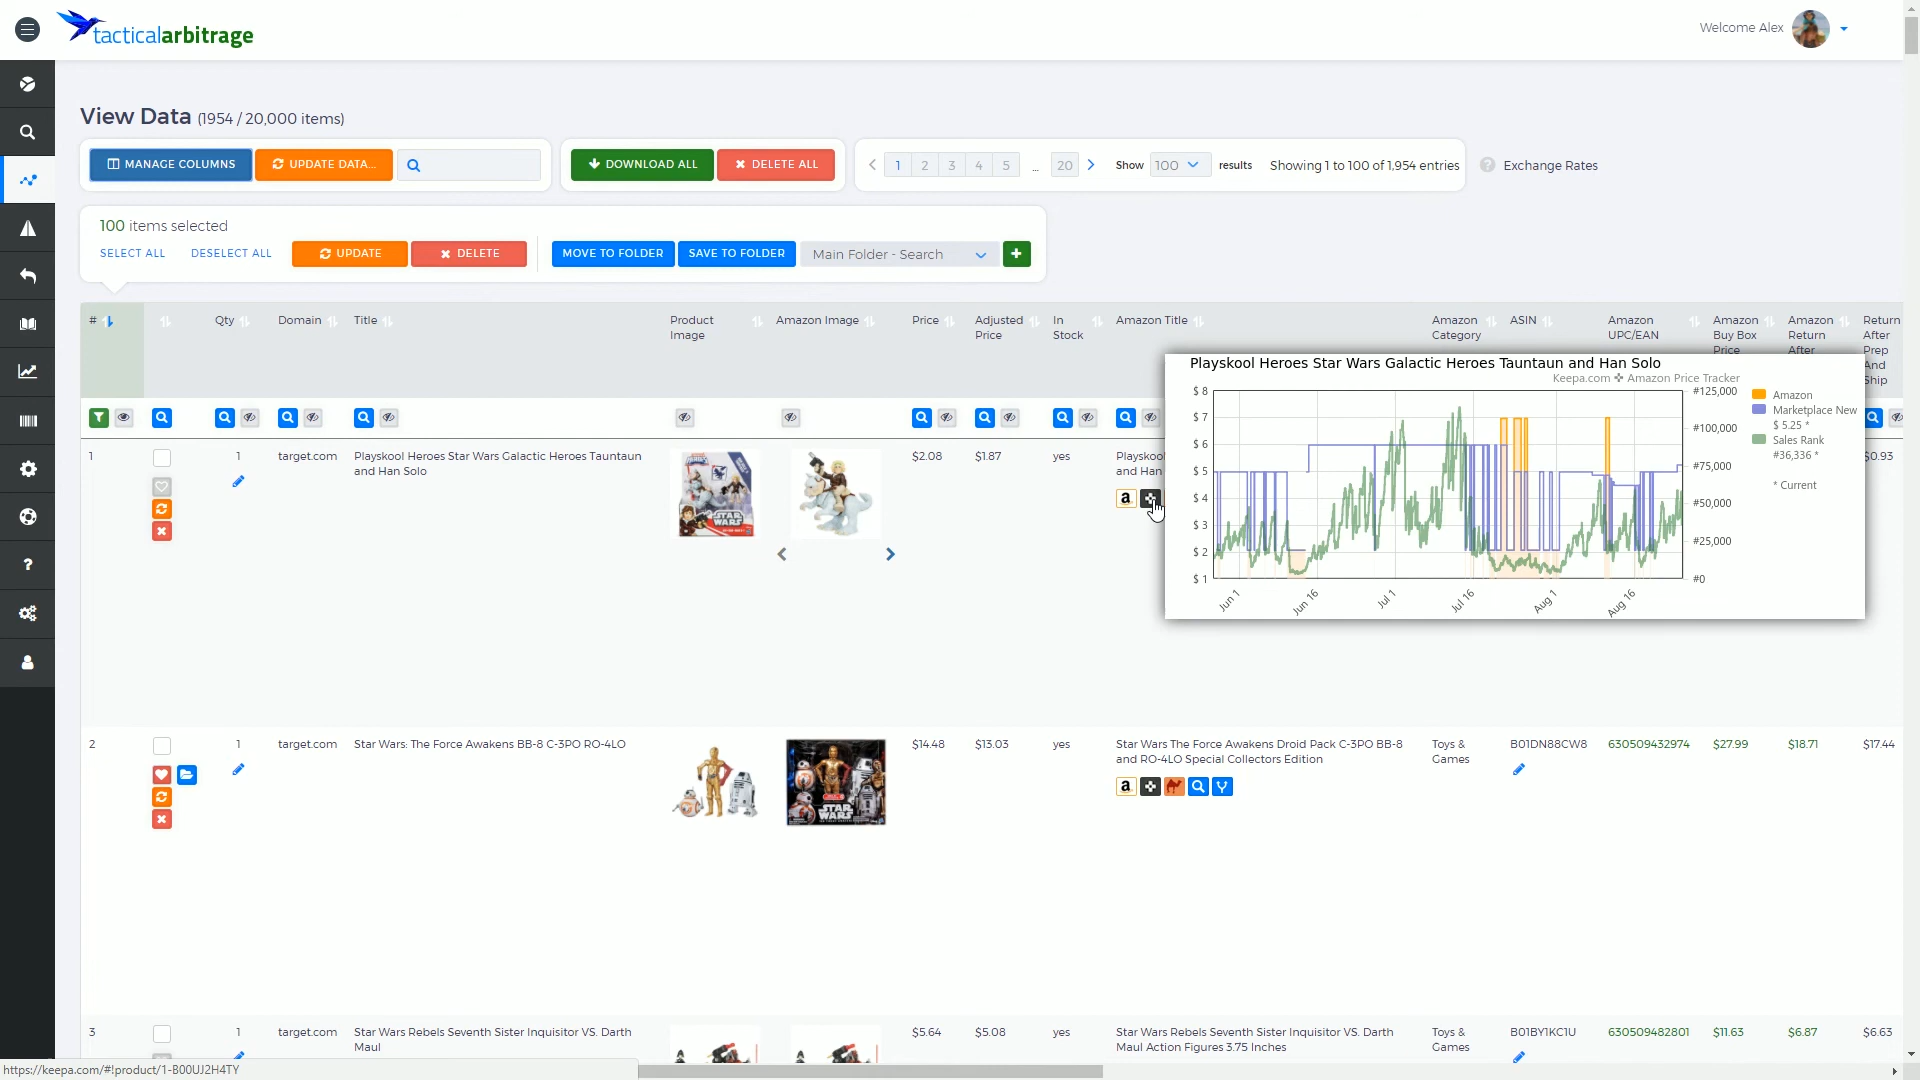 tacticalarbitrage
Welcome Alex
View Data (1954 / 20,000 items)
MANAGE COLUMNS
UPDATE DATA...
DOWNLOAD ALL
DELETE ALL
1 2 3 4 5 ... 20
Show 100 results
Showing 1 to 100 of 1,954 entries
Exchange Rates
100 items selected
SELECT ALL
DESELECT ALL
UPDATE
DELETE
MOVE TO FOLDER
SAVE TO FOLDER
Main Folder - Search
#
Qty
Domain
Title
Product
Image
Amazon Image
Price
Adjusted
Price
In
Stock
Amazon Title
Amazon
Category
ASIN
Amazon
UPC/EAN
Amazon
Buy Box
Price
Amazon
Return
After
Return
After
Prep
And
Ship
Playskool Heroes Star Wars Galactic Heroes Tauntaun and Han Solo
Keepa.com Amazon Price Tracker
$ 8
$ 7
$ 6
$ 5
$ 4
$ 3
$ 2
$ 1
#125,000
#100,000
#75,000
#50,000
#25,000
#0
Jun 1
Jun 16
Jul 1
Jul 16
Aug 1
Aug 16
Amazon
Marketplace New
$ 5.25 *
Sales Rank
#36,336 *
* Current
1
1
target.com
Playskool Heroes Star Wars Galactic Heroes Tauntaun
and Han Solo
STAR
WARS
$2.08
$1.87
yes
Playskool
and Han
a
$0.93
2
1
target.com
Star Wars: The Force Awakens BB-8 C-3PO RO-4LO
STAR
WARS
$14.48
$13.03
yes
Star Wars The Force Awakens Droid Pack C-3PO BB-8
and RO-4LO Special Collectors Edition
a
Toys &
Games
B01DN88CW8
630509432974
$27.99
$18.71
$17.44
3
1
target.com
Star Wars Rebels Seventh Sister Inquisitor VS. Darth
Maul
$5.64
$5.08
yes
Star Wars Rebels Seventh Sister Inquisitor VS. Darth
Maul Action Figures 3.75 Inches
Toys &
Games
B01BY1KC1U
630509482801
$11.63
$6.87
$6.63
https://keepa.com/#!product/1-B00UJ2H4TY